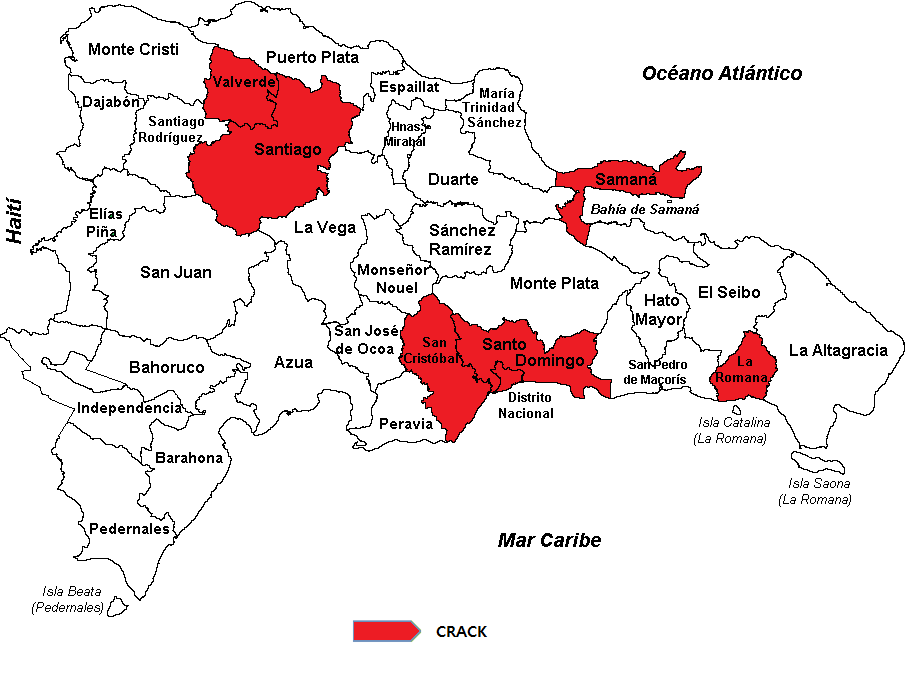 Monte Cristi
Puerto Plata
Océano Atlántico
Valverde
Espaillat
Dajabón
María
Trinidad
Sánchez
Santiago
Rodríguez
Hnas.
Mirabal
Santiago
Duarte
Samaná
Bahía de Samaná
Haití
Elías
Piña
La Vega
Sánchez
Ramírez
San Juan
Monseñor
Nouel
Monte Plata
El Seibo
Hato
Mayor
San José
de Ocoa
San
Cristóbal
Santo
Domingo
La Altagracia
Azua
Bahoruco
San Pedro
de Macorís
La
Romana
Independencia
Distrito
Nacional
Peravia
Isla Catalina
(La Romana)
Barahona
Isla Saona
(La Romana)
Pedernales
Mar Caribe
Isla Beata
(Pedernales)
CRACK